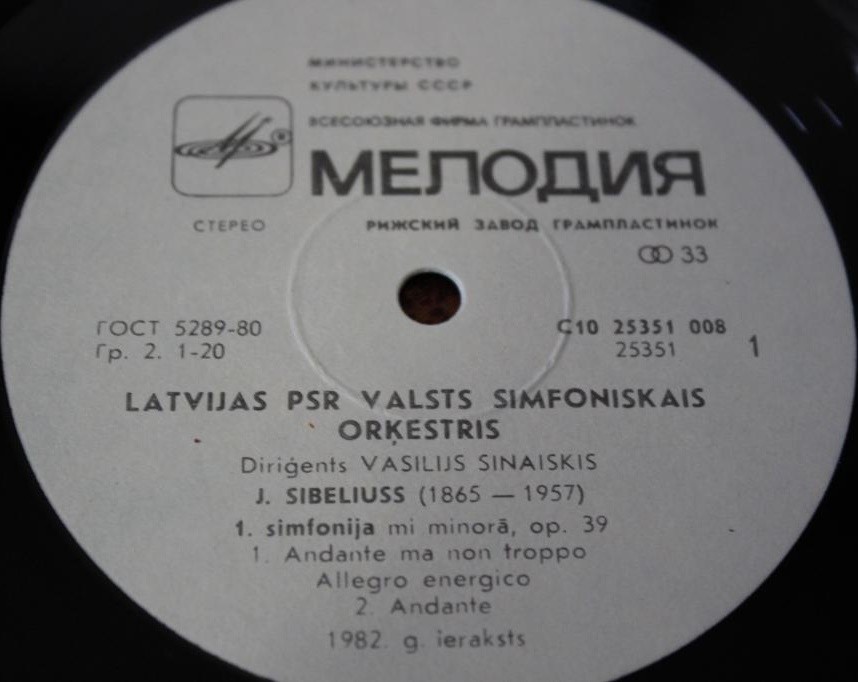 МИНИСТЕРСТВО
КУЛЬТУРЫ СССР
ВСЕСОЮЗНАЯ ФИРМА ГРАМПЛАСТИНОК
МЕЛОДИЯ
СТЕРЕО РИЖСКИЙ ЗАВОД ГРАМПЛАСТИНОК
33
ГОСТ 5289-80 С10 25351 008
Гр. 2. 1-20 25351 1
LATVIJAS PSR VALSTS SIMFONISKAIS
ORĶESTRIS
Diriģents VASILIJS SINAISKIS
J. SIBELIUSS (1865 — 1957)
1. simfonija mi minorā, op. 39
1. Andante ma non troppo
Allegro energico
2. Andante
1982. g. ieraksts